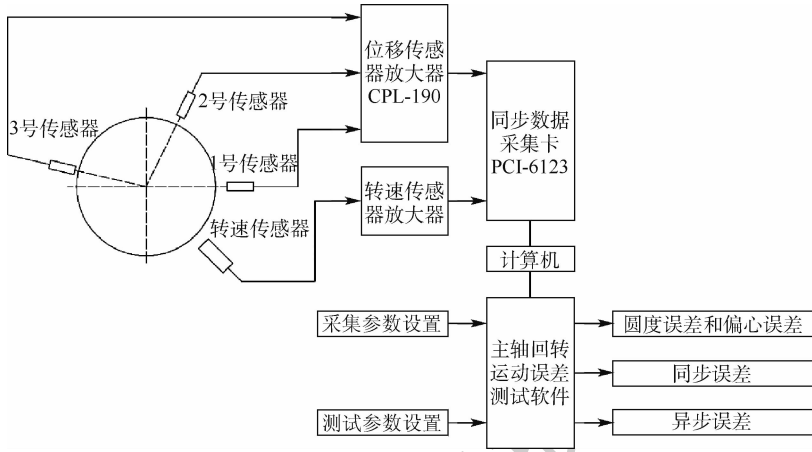 位移传感
器放大器
CPL-190
2号传感器
3号传感器
1号传感器
同步数据
采集卡
PCI-6123
转速传感
器放大器
转速传感器
计算机
采集参数设置
主轴回转
运动误差
测试软件
圆度误差和偏心误差
同步误差
测试参数设置
异步误差